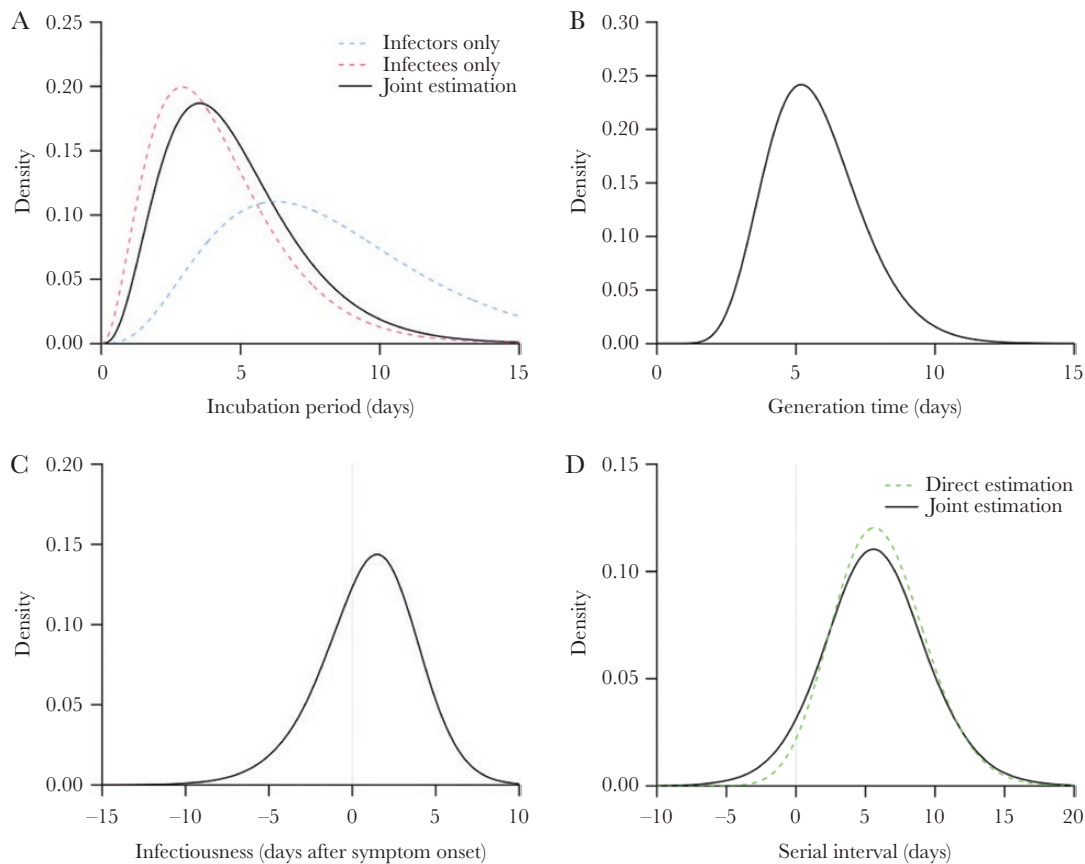 A
0.25
0.20
0.15
0.10
0.05
0.00
Density
0
5
10
15
Incubation period (days)
Infectors only
Infectees only
Joint estimation
B
0.30
0.25
0.20
0.15
0.10
0.05
0.00
Density
0
5
10
15
Generation time (days)
C
0.20
0.15
0.10
0.05
0.00
Density
–15
–10
–5
0
5
10
Infectiousness (days after symptom onset)
D
0.15
0.10
0.05
0.00
Density
–10
–5
0
5
10
15
20
Serial interval (days)
Direct estimation
Joint estimation